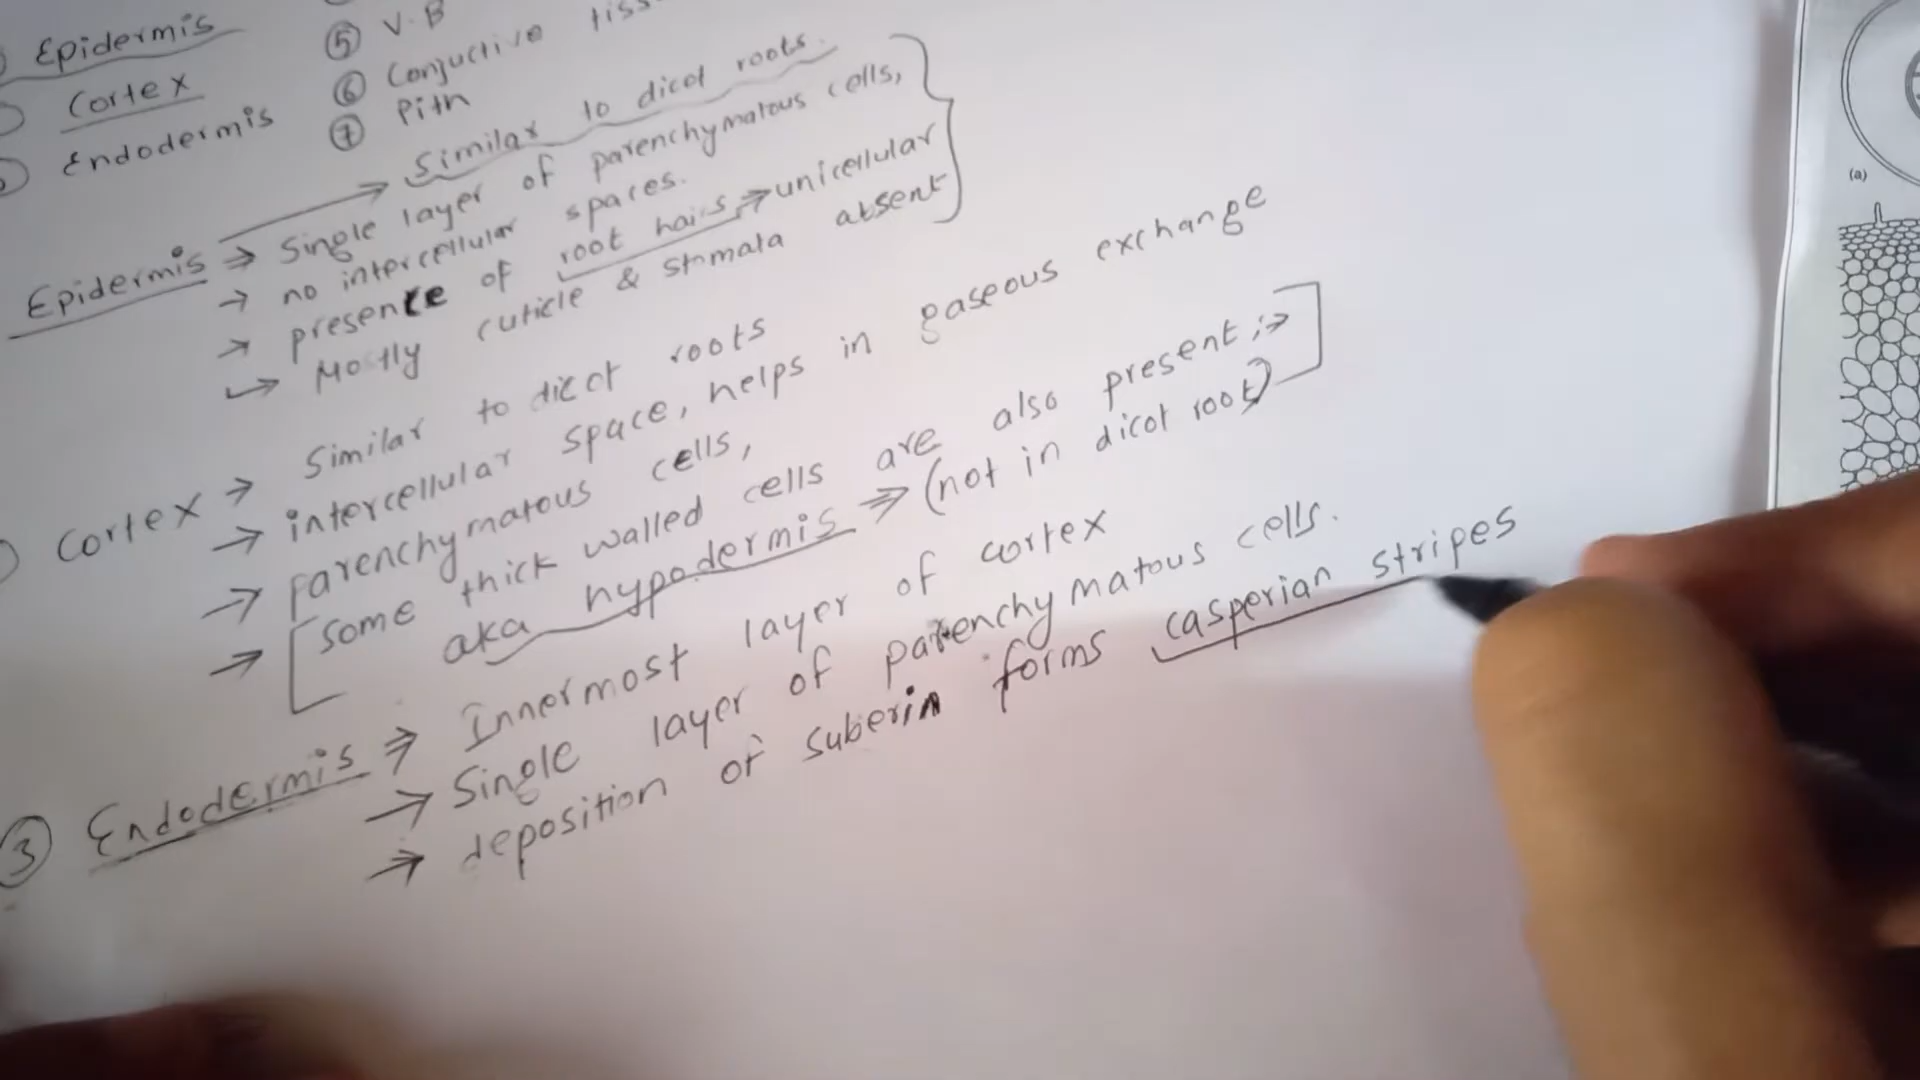 Epidermis
Cortex
Endodermis
⑤ V.B
⑥ Conjuctive
⑦ Pith
Epidermis → Similar to dicot roots.
⇒ Single layer of parenchymatous cells,
→ no intercellular spaces.
→ presence of root hairs → unicellular
↳ Mostly cuticle & stomata absent
Cortex → Similar to dicot roots
→ intercellular space, helps in gaseous exchange
→ parenchymatous cells,
→ [some thick walled cells are also present ;→
aka hypodermis ⇒ (not in dicot root)]
③ Endodermis ⇒ Innermost layer of cortex
→ Single layer of parenchymatous cells.
→ deposition of suberin forms casperian stripes
(a)